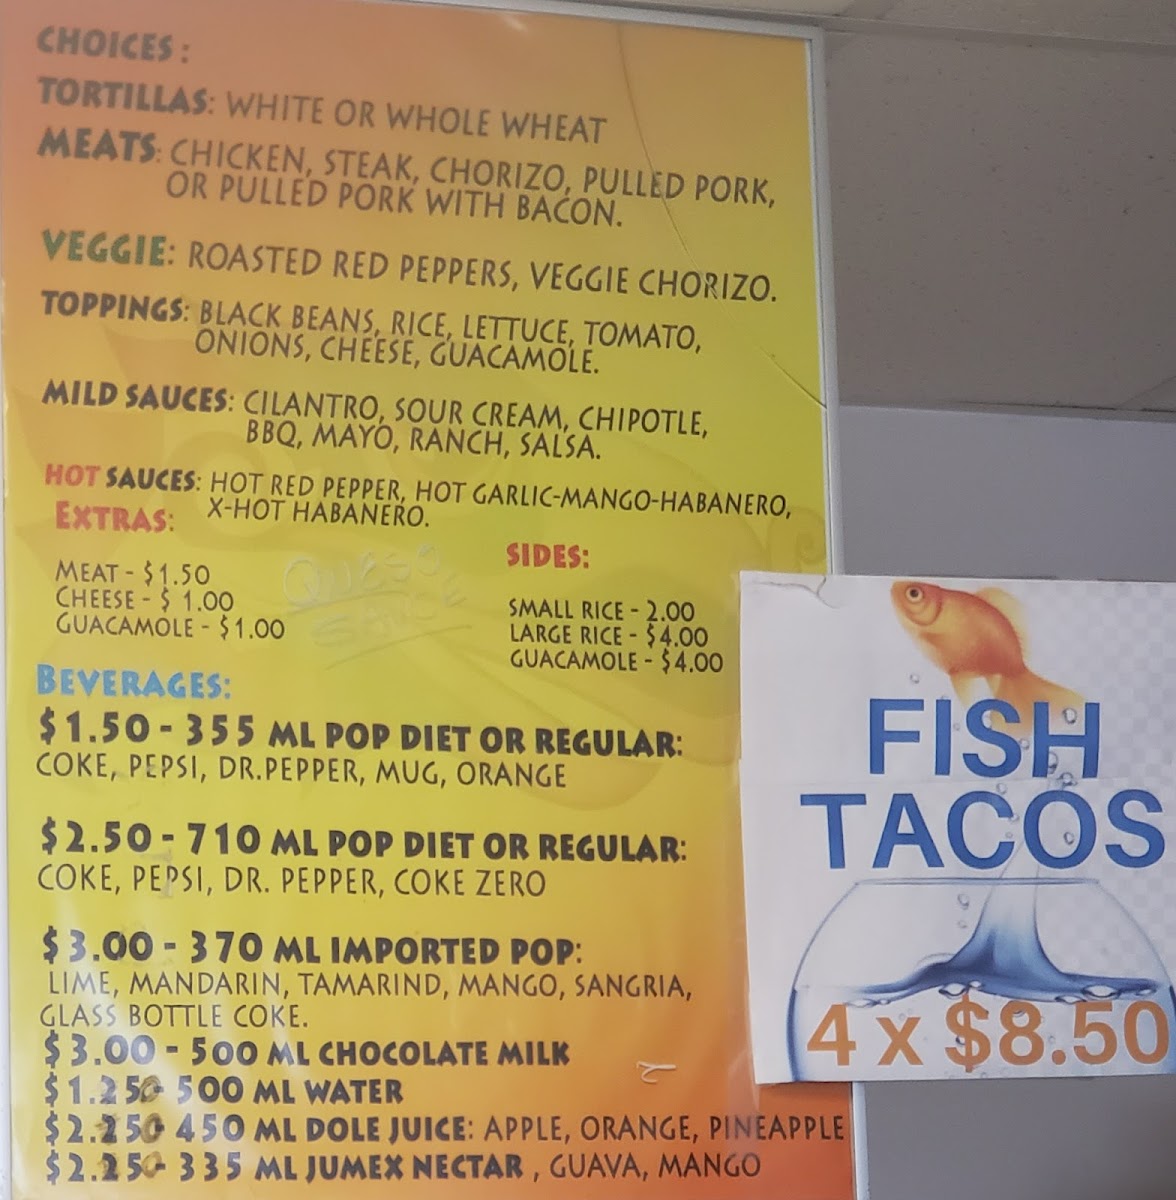 CHOICES:
TORTILLAS: WHITE OR WHOLE WHEAT
MEATS: CHICKEN, STEAK, CHORIZO, PULLED PORK,
OR PULLED PORK WITH BACON.
VEGGIE: ROASTED RED PEPPERS, VEGGIE CHORIZO.
TOPPINGS: BLACK BEANS, RICE, LETTUCE, TOMATO,
ONIONS, CHEESE, GUACAMOLE.
MILD SAUCES: CILANTRO, SOUR CREAM, CHIPOTLE,
BBQ, MAYO, RANCH, SALSA.
HOT SAUCES: HOT RED PEPPER, HOT GARLIC-MANGO-HABANERO,
X-HOT HABANERO.
EXTRAS:
MEAT - $1.50
CHEESE - $ 1.00
GUACAMOLE - $1.00
QUESO
SAUCE
SIDES:
SMALL RICE - 2.00
LARGE RICE - $4.00
GUACAMOLE - $4.00
BEVERAGES:
$1.50 - 355 ML POP DIET OR REGULAR:
COKE, PEPSI, DR.PEPPER, MUG, ORANGE
$2.50 - 710 ML POP DIET OR REGULAR:
COKE, PEPSI, DR. PEPPER, COKE ZERO
$3.00 - 370 ML IMPORTED POP:
LIME, MANDARIN, TAMARIND, MANGO, SANGRIA,
GLASS BOTTLE COKE.
$3.00 - 500 ML CHOCOLATE MILK
500 ML WATER
450 ML DOLE JUICE: APPLE, ORANGE, PINEAPPLE
335 ML JUMEX NECTAR , GUAVA, MANGO
FISH
TACOS
4 x $8.50